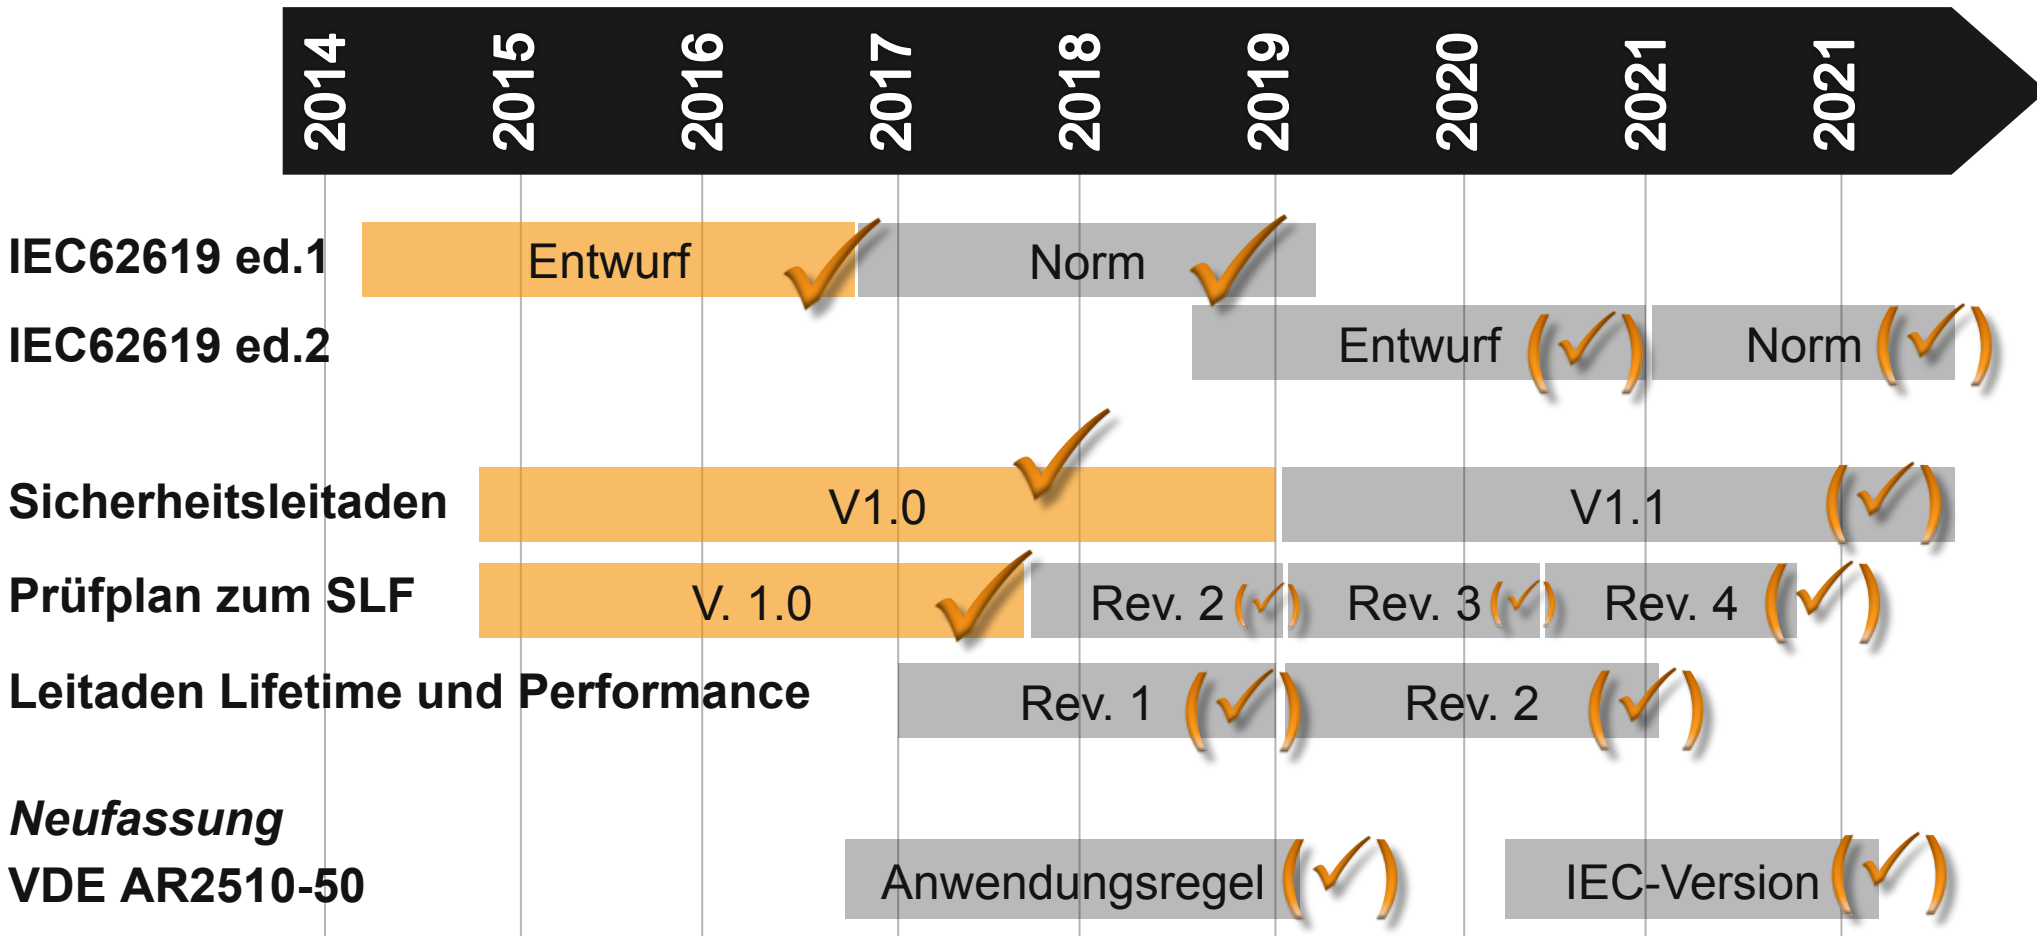 2014 2015 2016 2017 2018 2019 2020 2021 2021
IEC62619 ed.1 Entwurf Norm
IEC62619 ed.2 Entwurf ( ) Norm ( )
Sicherheitsleitaden V1.0 V1.1 ( )
Prüfplan zum SLF V. 1.0 Rev. 2 ( ) Rev. 3 ( ) Rev. 4 ( )
Leitaden Lifetime und Performance Rev. 1 ( ) Rev. 2 ( )
Neufassung
VDE AR2510-50 Anwendungsregel ( ) IEC-Version ( )